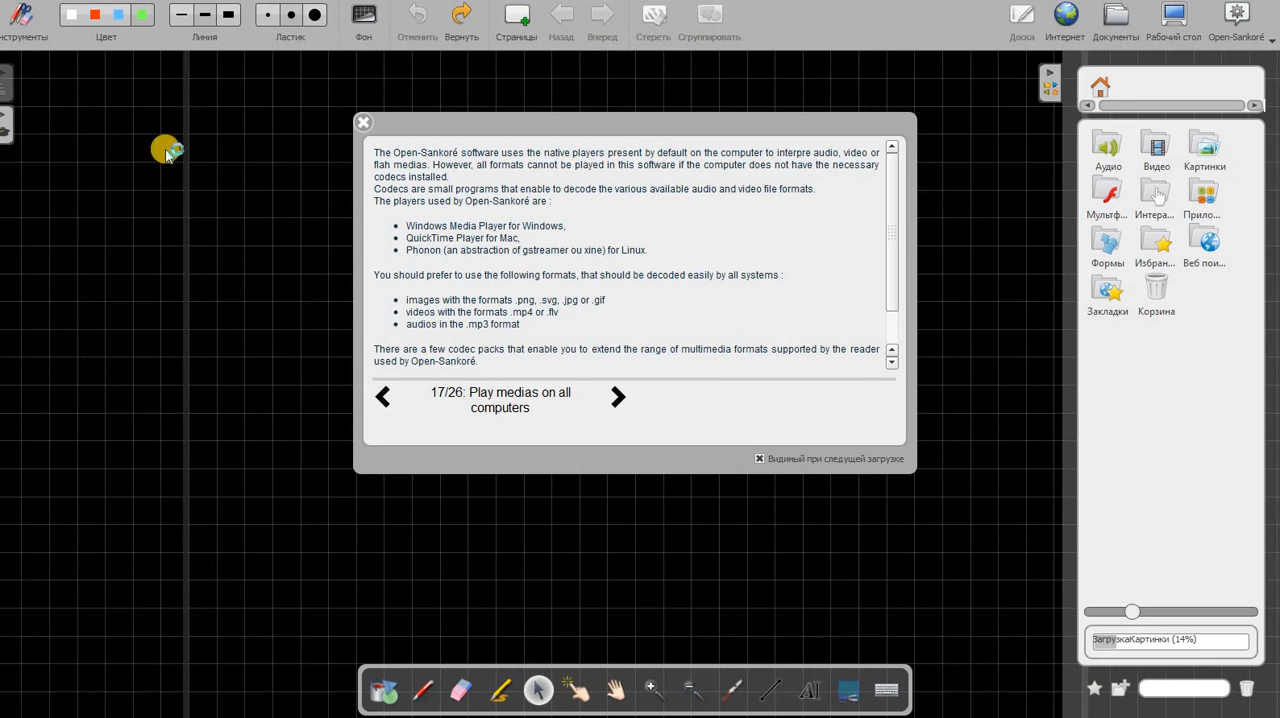 нструменты
Цвет
Линия
Ластик
Фон
Отменить
Вернуть
Страницы
Назад
Вперед
Стереть
Сгруппировать
Доска
Интернет
Документы
Рабочий стол
Open-Sankoré
The Open-Sankoré software uses the native players present by default on the computer to interpre audio, video or
flah medias. However, all formats cannot be played in this software if the computer does not have the necessary
codecs installed.
Codecs are small programs that enable to decode the various available audio and video file formats.
The players used by Open-Sankoré are :
• Windows Media Player for Windows,
• QuickTime Player for Mac,
• Phonon (an abstraction of gstreamer ou xine) for Linux.
You should prefer to use the following formats, that should be decoded easily by all systems :
• images with the formats .png, .svg, .jpg or .gif
• videos with the formats .mp4 or .flv
• audios in the .mp3 format
There are a few codec packs that enable you to extend the range of multimedia formats supported by the reader
used by Open-Sankoré.
17/26: Play medias on all
computers
Видимый при следущей загрузке
Аудио
Видео
Картинки
Мультф...
Интера...
Прило...
Формы
Избран...
Веб пои...
Закладки
Корзина
ЗагрузкаКартинки (14%)
AI